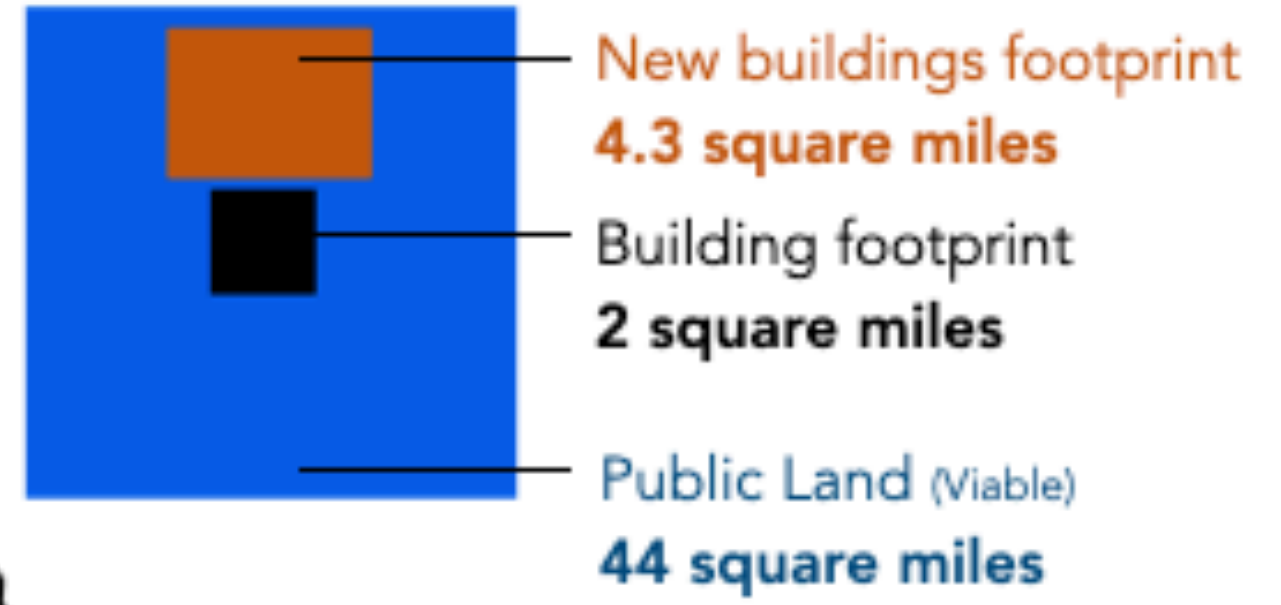 New buildings footprint
4.3 square miles
Building footprint
2 square miles
Public Land (Viable)
44 square miles